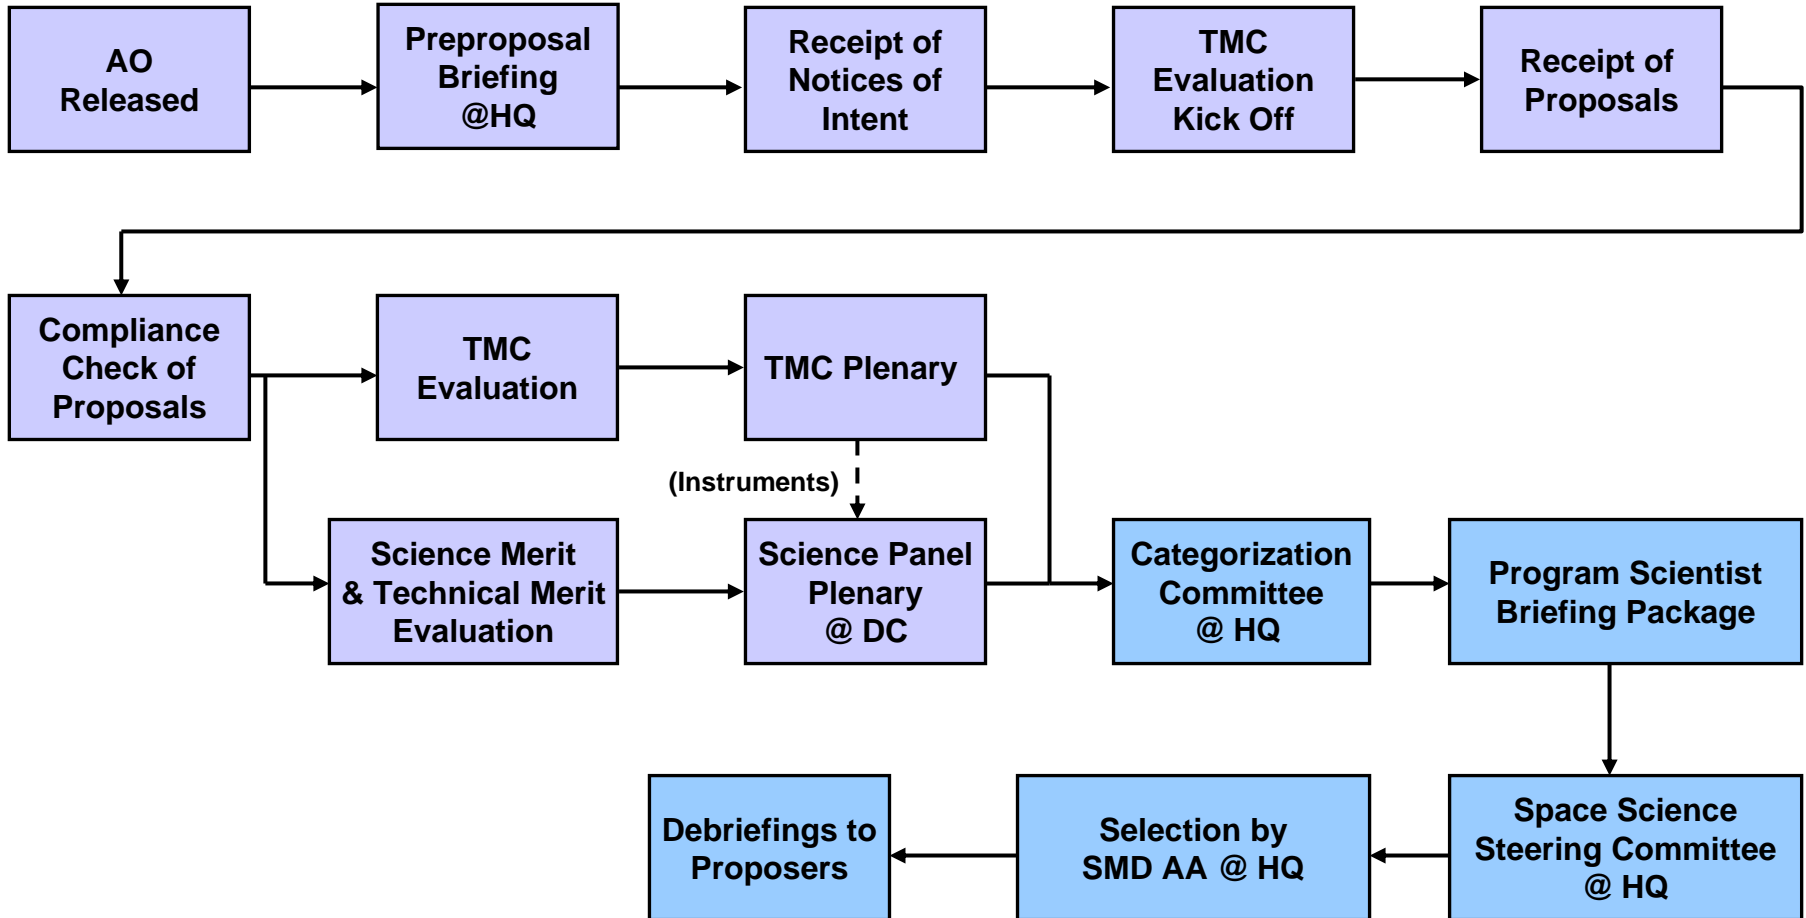 AO
Released
Preproposal
Briefing
@HQ
Receipt of
Notices of
Intent
TMC
Evaluation
Kick Off
Receipt of
Proposals
Compliance
Check of
Proposals
TMC
Evaluation
TMC Plenary
(Instruments)
Science Merit
& Technical Merit
Evaluation
Science Panel
Plenary
@ DC
Categorization
Committee
@ HQ
Program Scientist
Briefing Package
Debriefings to
Proposers
Selection by
SMD AA @ HQ
Space Science
Steering Committee
@ HQ